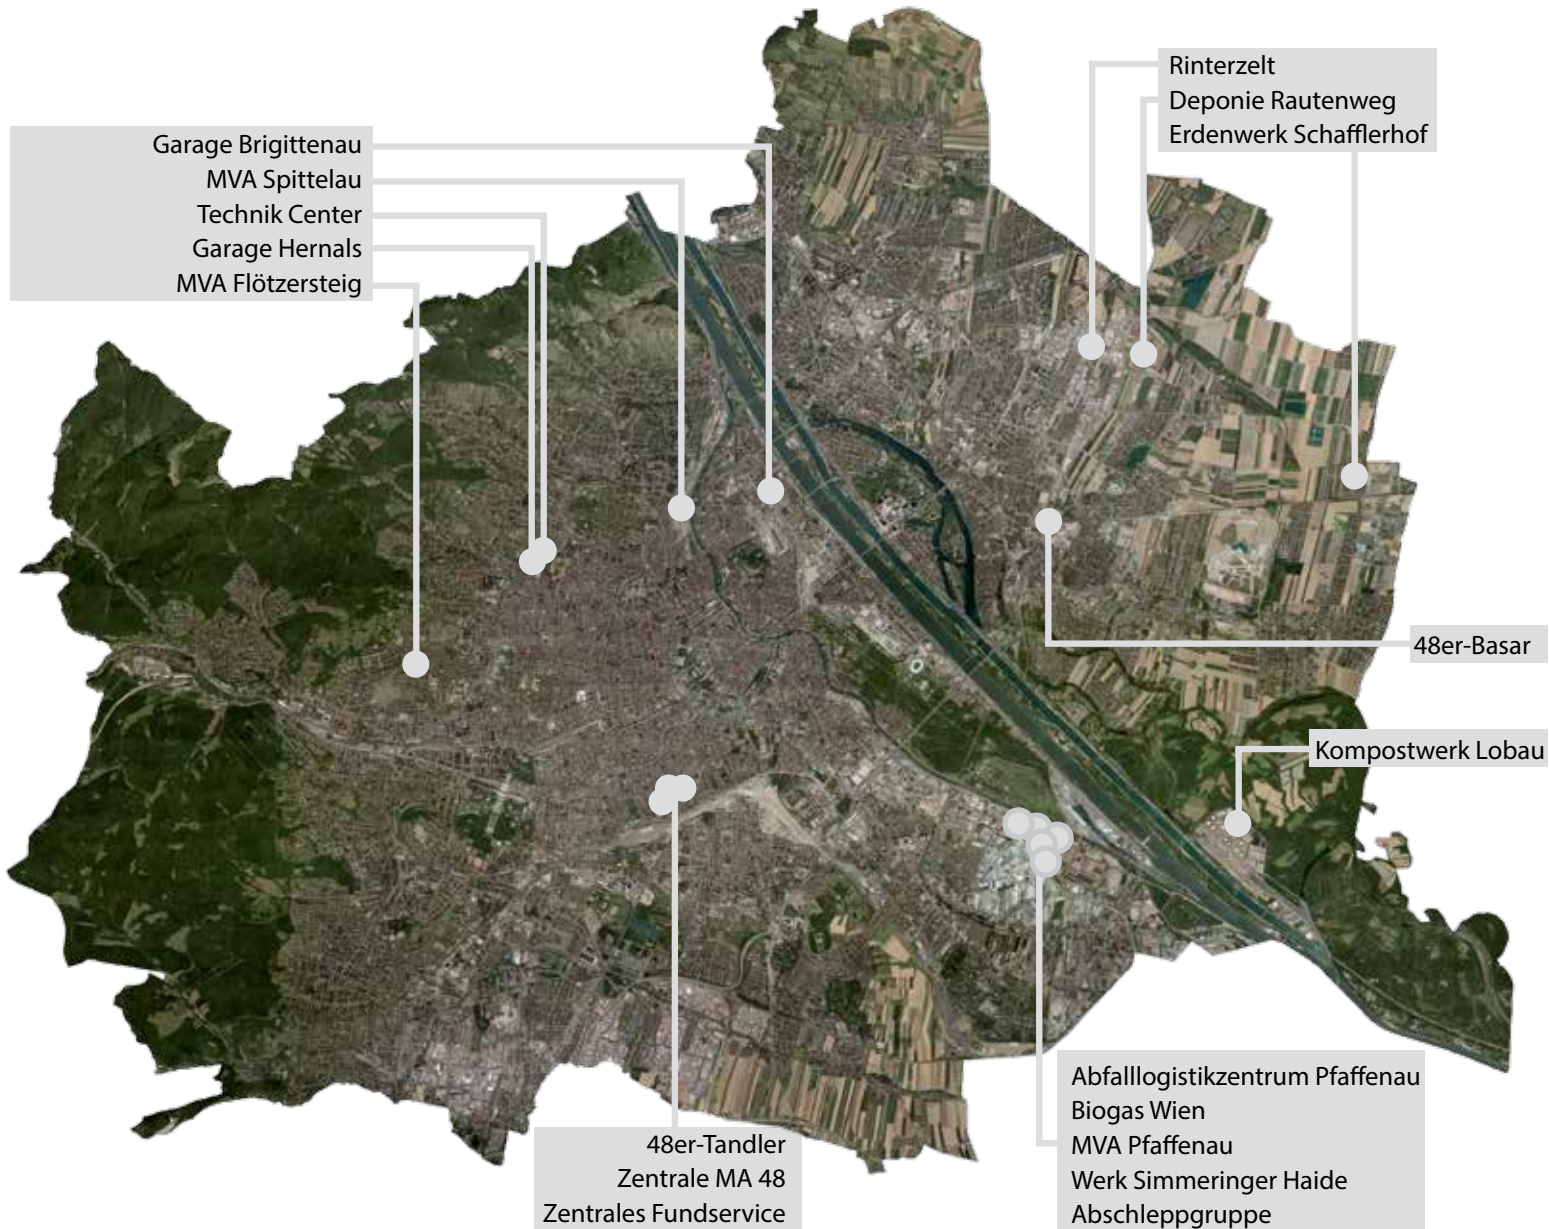 Rinterzelt
Deponie Rautenweg
Erdenwerk Schafflerhof
Garage Brigittenau
MVA Spittelau
Technik Center
Garage Hernals
MVA Flötzersteig
48er-Basar
Kompostwerk Lobau
48er-Tandler
Zentrale MA 48
Zentrales Fundservice
Abfalllogistikzentrum Pfaffenau
Biogas Wien
MVA Pfaffenau
Werk Simmeringer Haide
Abschleppgruppe